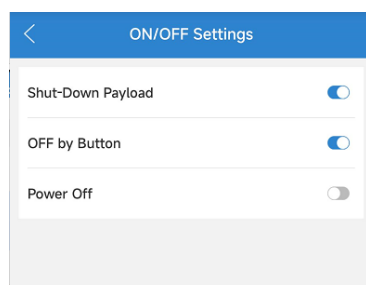 ON/OFF Settings
Shut-Down Payload
OFF by Button
Power Off